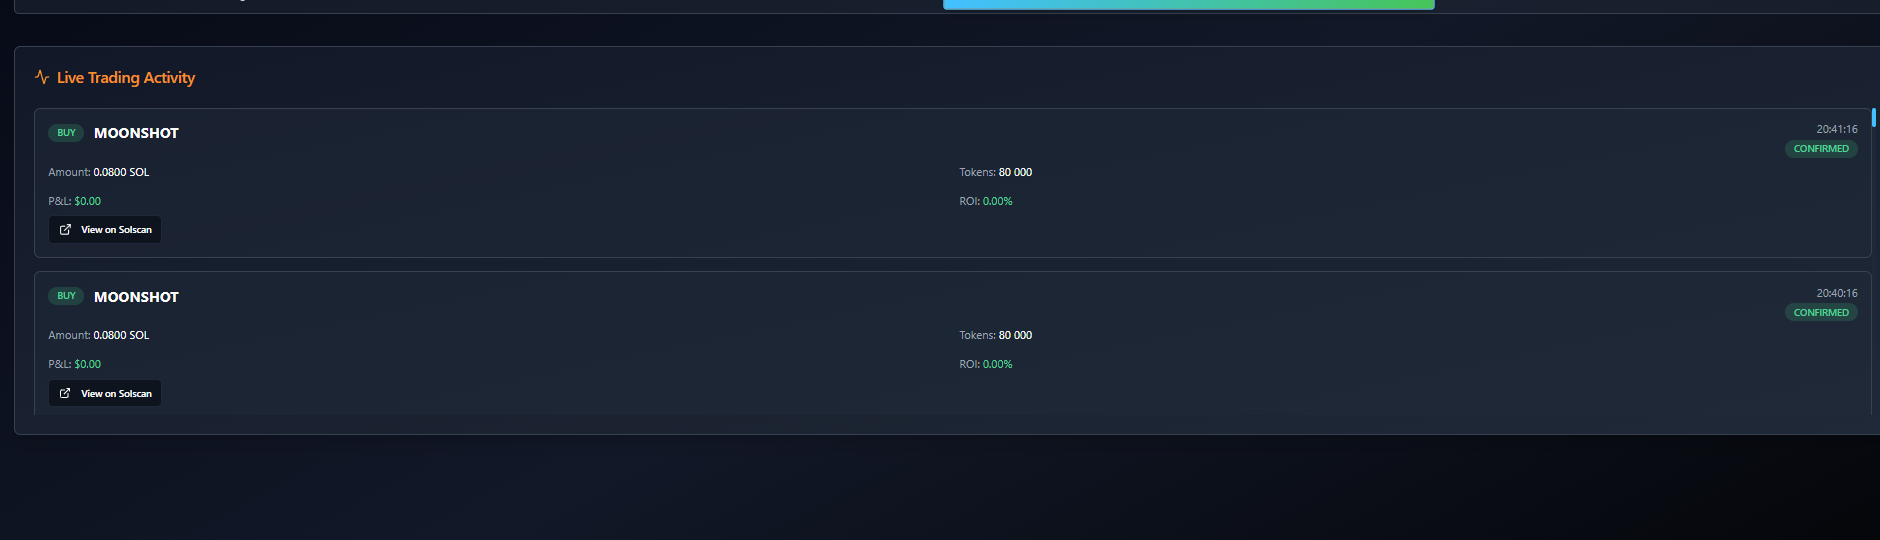 Live Trading Activity
BUY MOONSHOT
20:41:16
CONFIRMED
Amount: 0.0800 SOL
Tokens: 80 000
P&L: $0.00
ROI: 0.00%
View on Solscan
BUY MOONSHOT
20:40:16
CONFIRMED
Amount: 0.0800 SOL
Tokens: 80 000
P&L: $0.00
ROI: 0.00%
View on Solscan